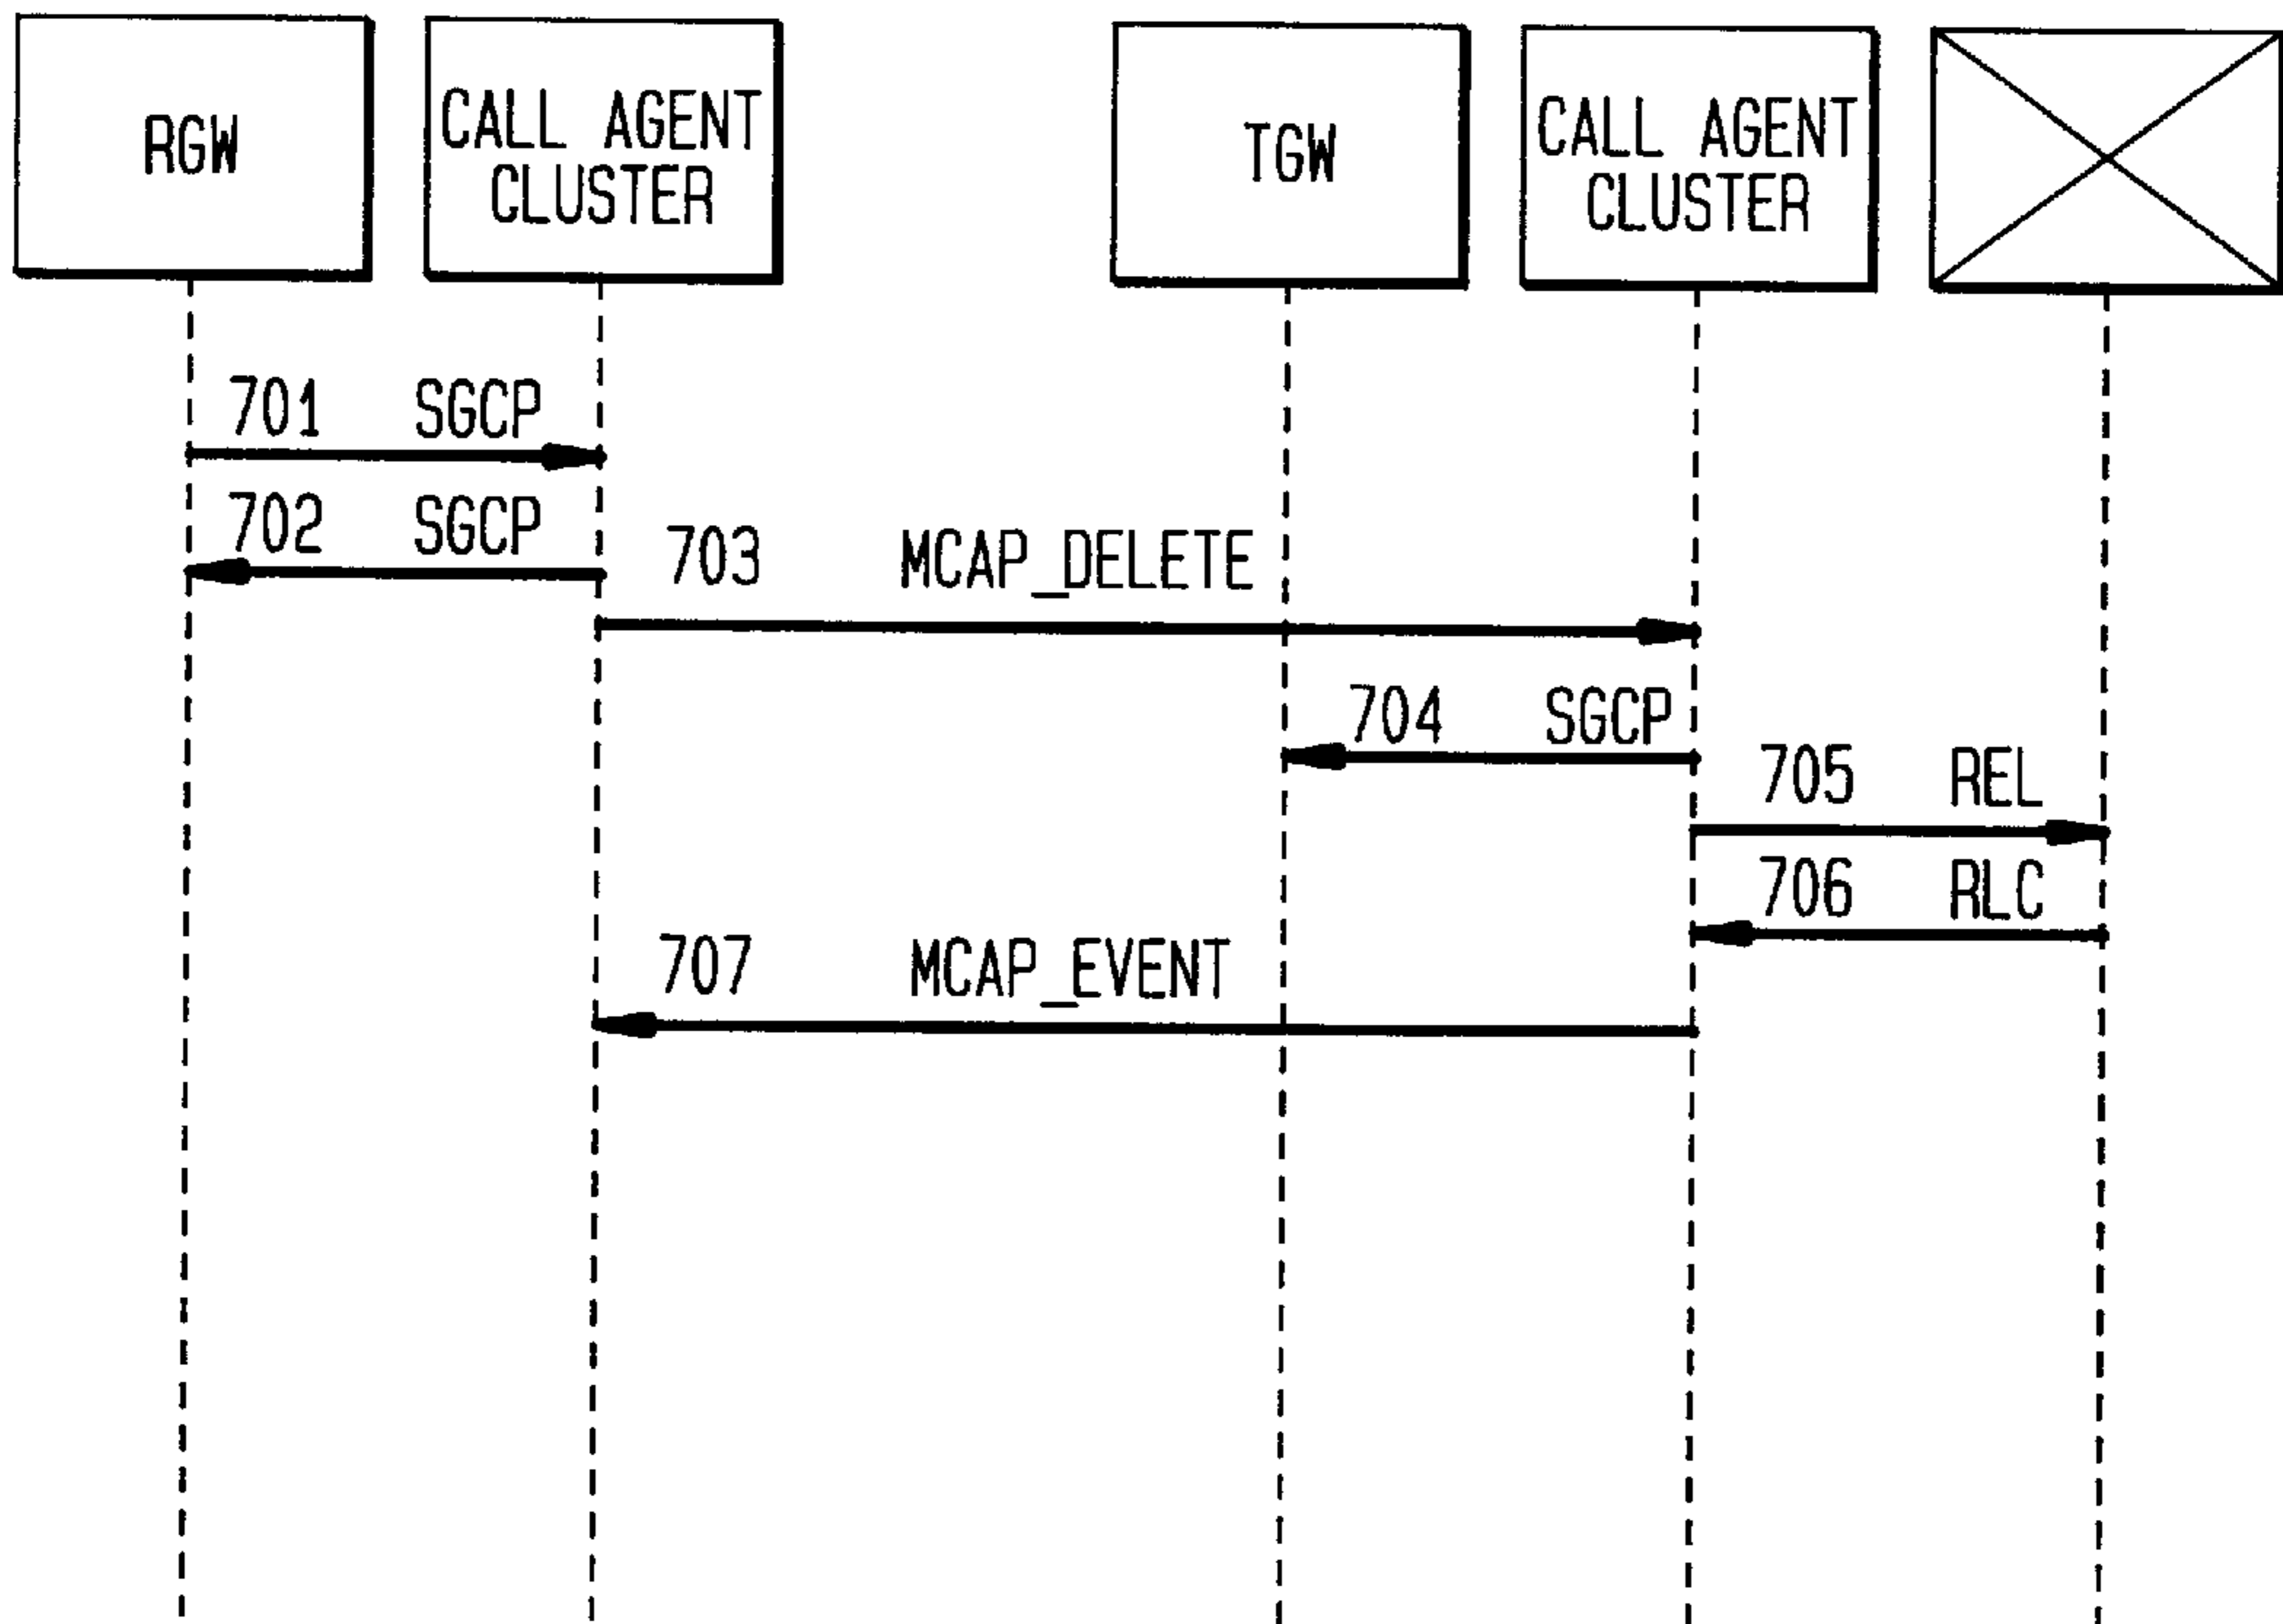 RGW
CALL AGENT
CLUSTER
TGW
CALL AGENT
CLUSTER
701 SGCP
702 SGCP
703 MCAP_DELETE
704 SGCP
705 REL
706 RLC
707 MCAP_EVENT